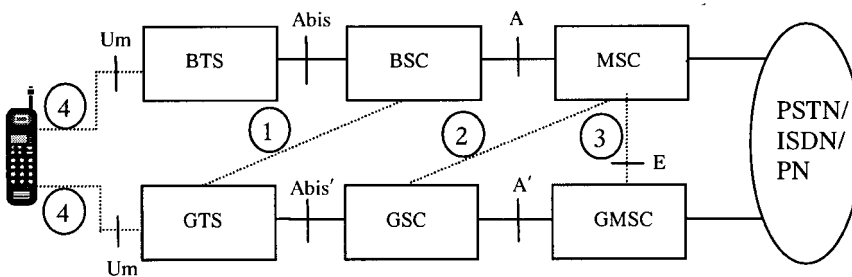 Abis
A
Um
BTS
BSC
MSC
4
1
2
3
PSTN/
ISDN/
PN
E
Abis'
A'
4
GTS
GSC
GMSC
Um